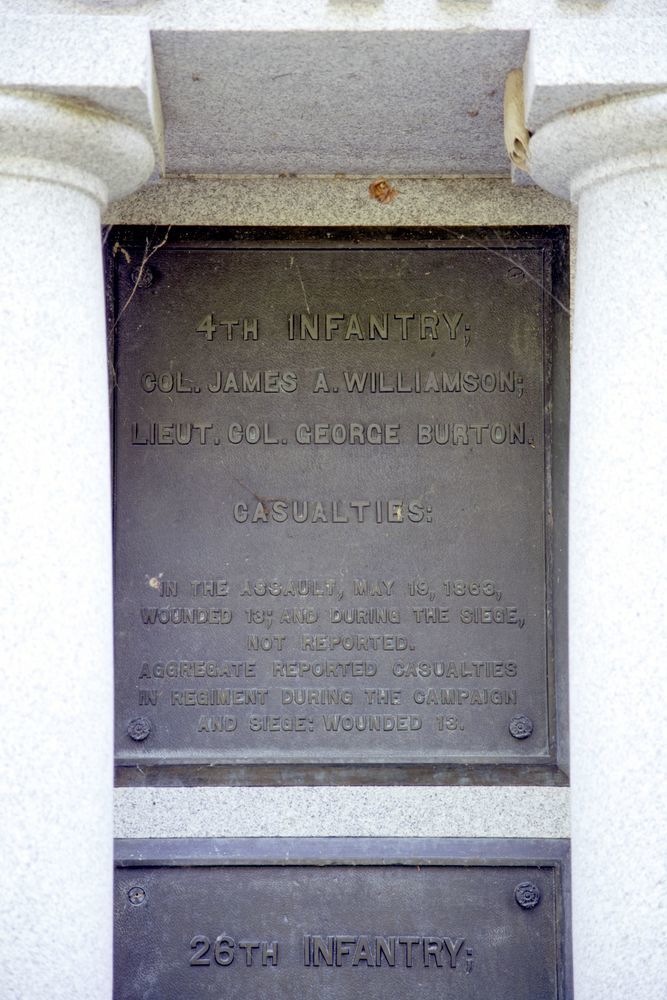 4TH INFANTRY;
COL. JAMES A. WILLIAMSON;
LIEUT. COL. GEORGE BURTON.
CASUALTIES:
IN THE ASSAULT, MAY 19, 1863,
WOUNDED 13; AND DURING THE SIEGE,
NOT REPORTED.
AGGREGATE REPORTED CASUALTIES
IN REGIMENT DURING THE CAMPAIGN
AND SIEGE: WOUNDED 13.
26TH INFANTRY;